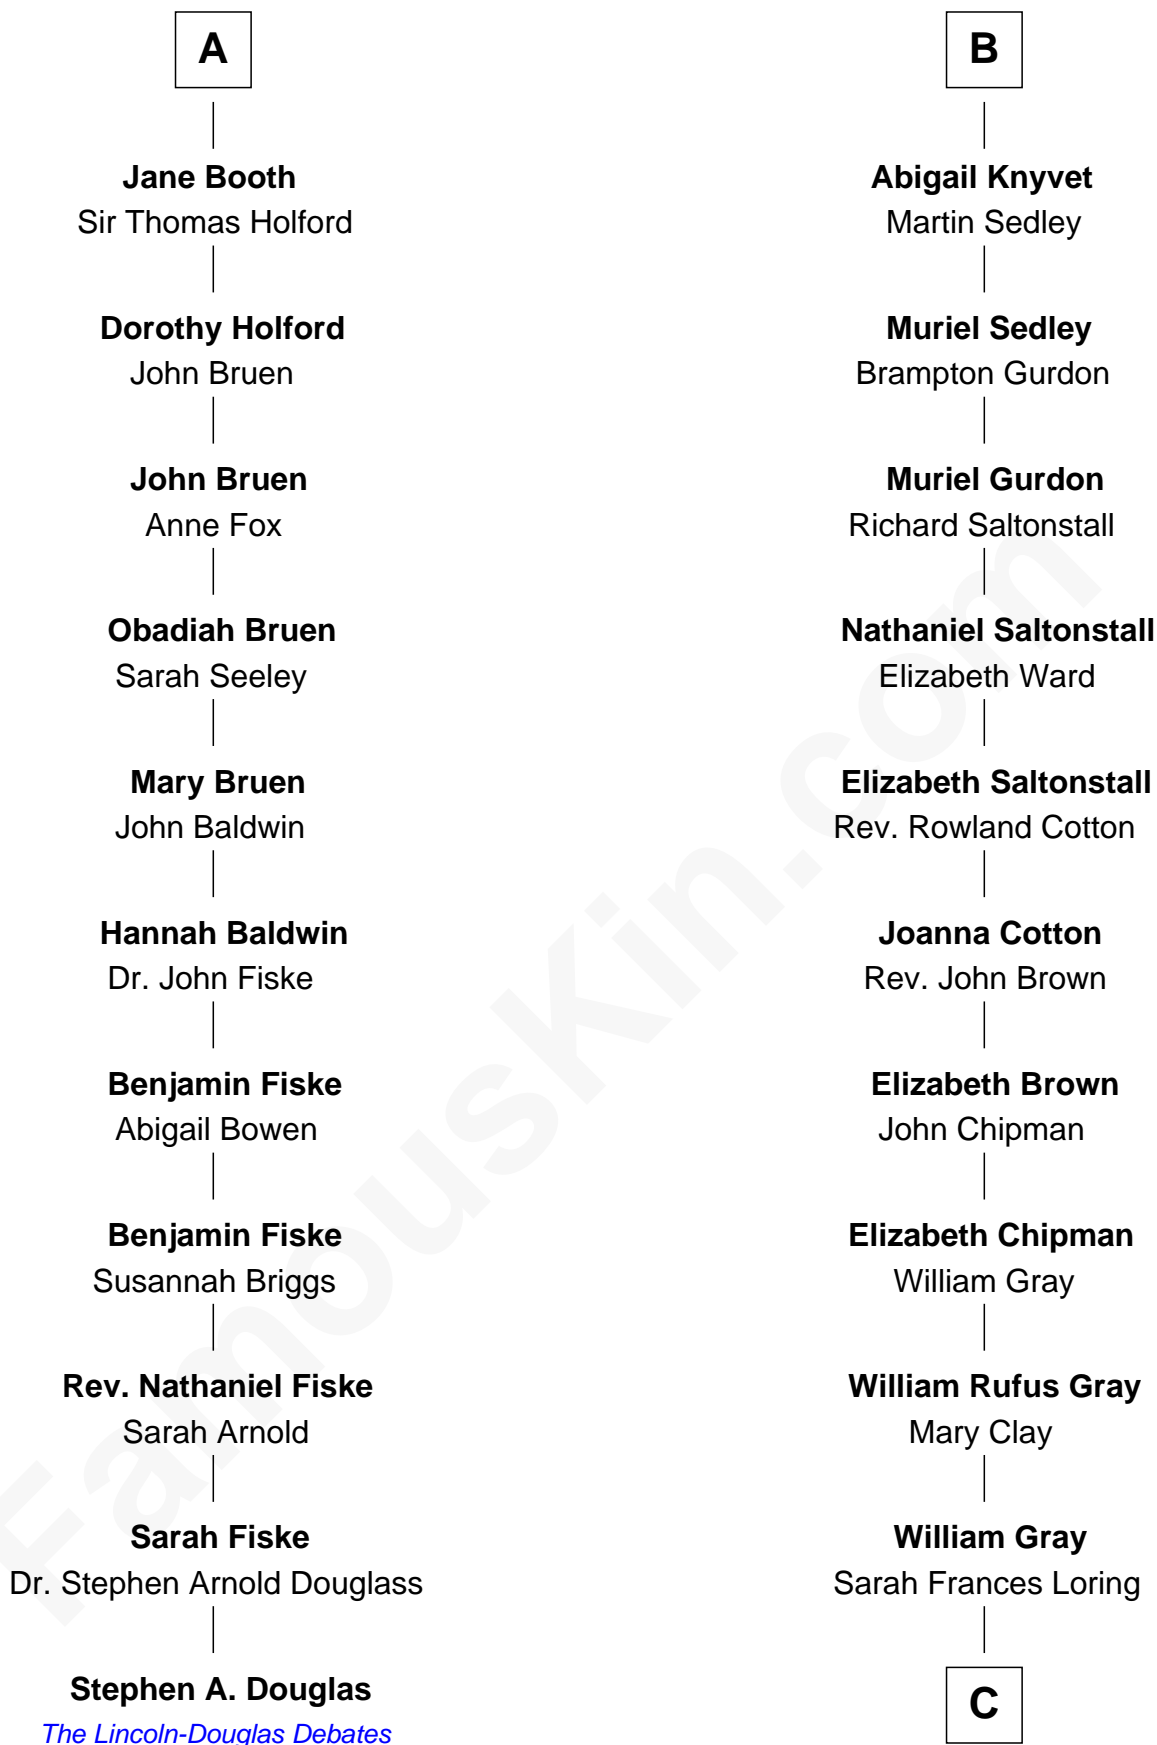 A
Jane Booth
Sir Thomas Holford
Dorothy Holford
John Bruen
John Bruen
Anne Fox
Obadiah Bruen
Sarah Seeley
Mary Bruen
John Baldwin
Hannah Baldwin
Dr. John Fiske
Benjamin Fiske
Abigail Bowen
Benjamin Fiske
Susannah Briggs
Rev. Nathaniel Fiske
Sarah Arnold
Sarah Fiske
Dr. Stephen Arnold Douglass
Stephen A. Douglas
The Lincoln-Douglas Debates
B
Abigail Knyvet
Martin Sedley
Muriel Sedley
Brampton Gurdon
Muriel Gurdon
Richard Saltonstall
Nathaniel Saltonstall
Elizabeth Ward
Elizabeth Saltonstall
Rev. Rowland Cotton
Joanna Cotton
Rev. John Brown
Elizabeth Brown
John Chipman
Elizabeth Chipman
William Gray
William Rufus Gray
Mary Clay
William Gray
Sarah Frances Loring
C
FamousKin.com